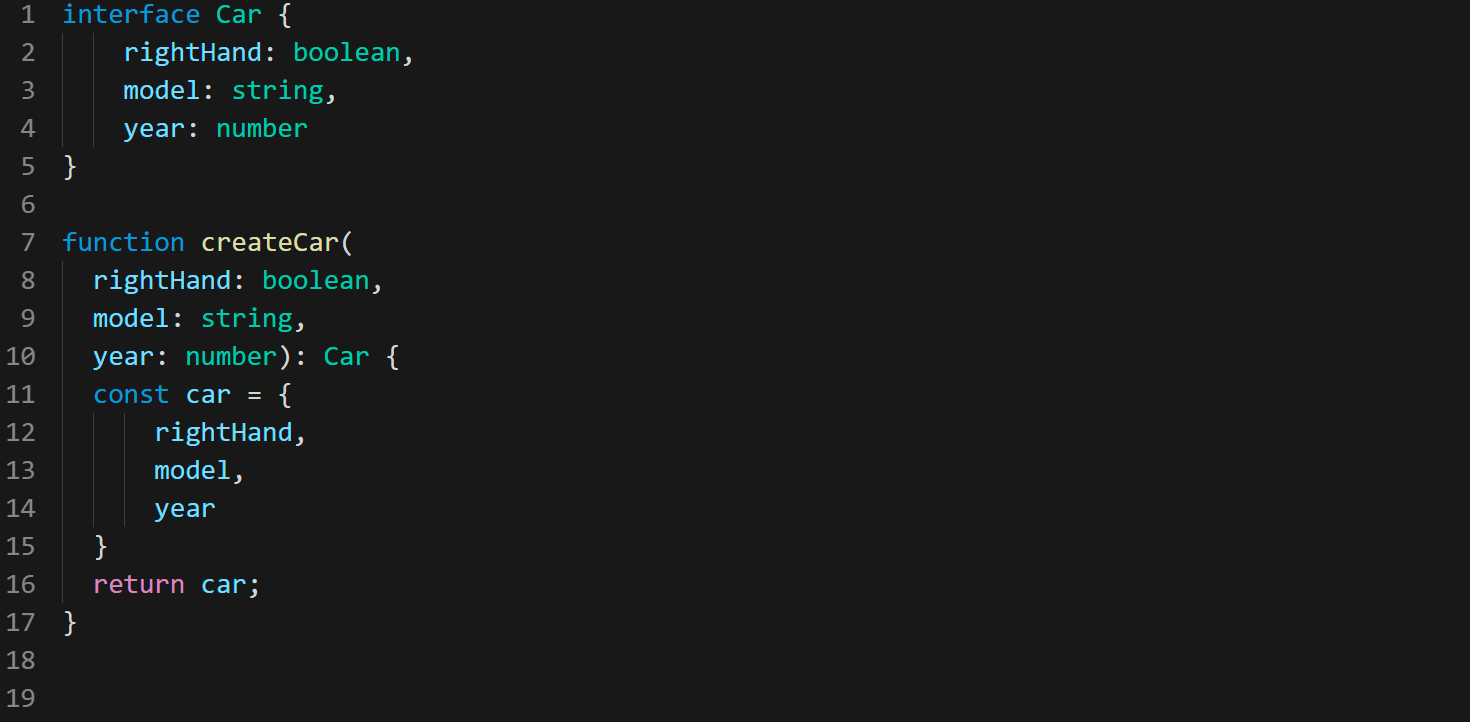 1 interface Car {
2     rightHand: boolean,
3     model: string,
4     year: number
5 }
6
7 function createCar(
8   rightHand: boolean,
9   model: string,
10   year: number): Car {
11   const car = {
12       rightHand,
13       model,
14       year
15   }
16   return car;
17 }
18
19